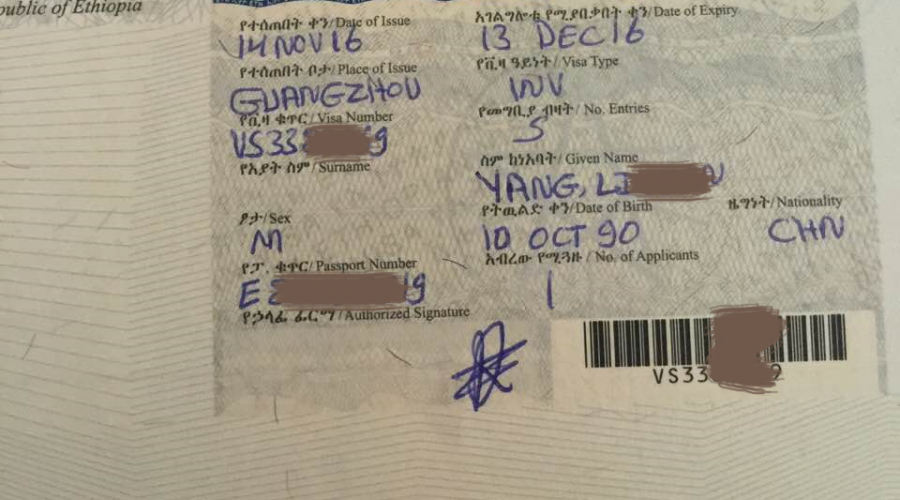 public of Ethiopia
የተሰጠበት ቀን/Date of Issue
14 NOV 16
አገልግሎቱ የሚያበቃበት ቀን/Date of Expiry
13 DEC 16
የተሰጠበት ቦታ/Place of Issue
GUANGZHOU
የቪዛ ዓይነት/Visa Type
INV
የቪዛ ቁጥር/Visa Number
VS33 9
የመግቢያ ብዛት/No. Entries
S
የአያት ስም/Surname
ስም ከነአባት/Given Name
YANG, LI N
ፆታ/Sex
M
የትዉልድ ቀን/Date of Birth
10 OCT 90
ዜግነት/Nationality
CHN
የፓ. ቁጥር/Passport Number
E 9
አብረው የሚጓዙ/No. of Applicants
1
የኃላፊ ፊርማ/Authorized Signature
VS33 9